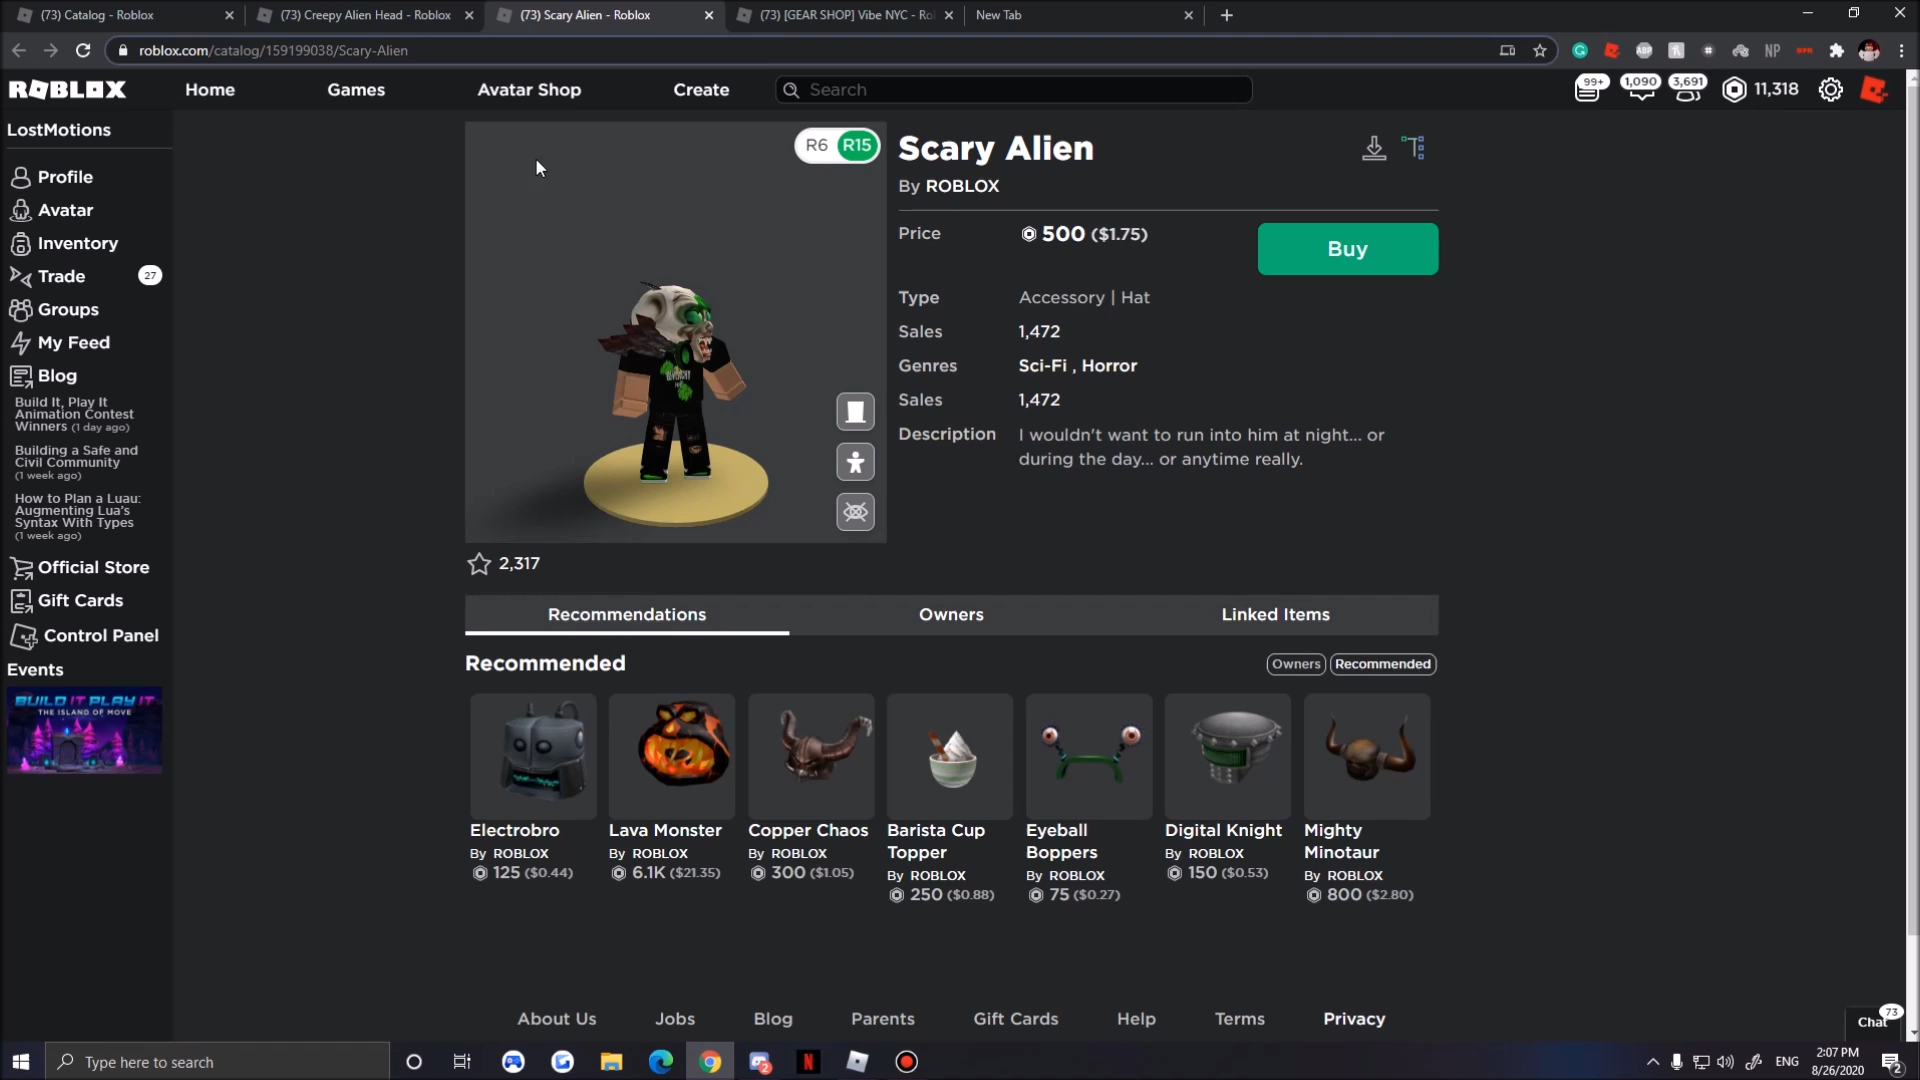 (73) Catalog - Roblox
(73) Creepy Alien Head - Roblox
(73) Scary Alien - Roblox
(73) [GEAR SHOP] Vibe NYC - Ro
New Tab
roblox.com/catalog/159199038/Scary-Alien
ABP
NP
ROBLOX
Home
Games
Avatar Shop
Create
Search
99+
1,090
3,691
11,318
LostMotions
Profile
Avatar
Inventory
Trade
27
Groups
My Feed
Blog
Build It, Play It
Animation Contest
Winners (1 day ago)
Building a Safe and
Civil Community
(1 week ago)
How to Plan a Luau:
Augmenting Lua's
Syntax With Types
(1 week ago)
Official Store
Gift Cards
Control Panel
Events
BUILD IT PLAY IT
THE ISLAND OF MOVE
R6
R15
Scary Alien
By ROBLOX
Price
500 ($1.75)
Buy
Type
Accessory | Hat
Sales
1,472
Genres
Sci-Fi , Horror
Sales
1,472
Description
I wouldn't want to run into him at night... or
during the day... or anytime really.
2,317
Recommendations
Owners
Linked Items
Recommended
Owners
Recommended
Electrobro
By ROBLOX
125 ($0.44)
Lava Monster
By ROBLOX
6.1K ($21.35)
Copper Chaos
By ROBLOX
300 ($1.05)
Barista Cup
Topper
By ROBLOX
250 ($0.88)
Eyeball
Boppers
By ROBLOX
75 ($0.27)
Digital Knight
By ROBLOX
150 ($0.53)
Mighty
Minotaur
By ROBLOX
800 ($2.80)
About Us
Jobs
Blog
Parents
Gift Cards
Help
Terms
Privacy
Chat
73
Type here to search
2
N
ENG
2:07 PM
8/26/2020
2